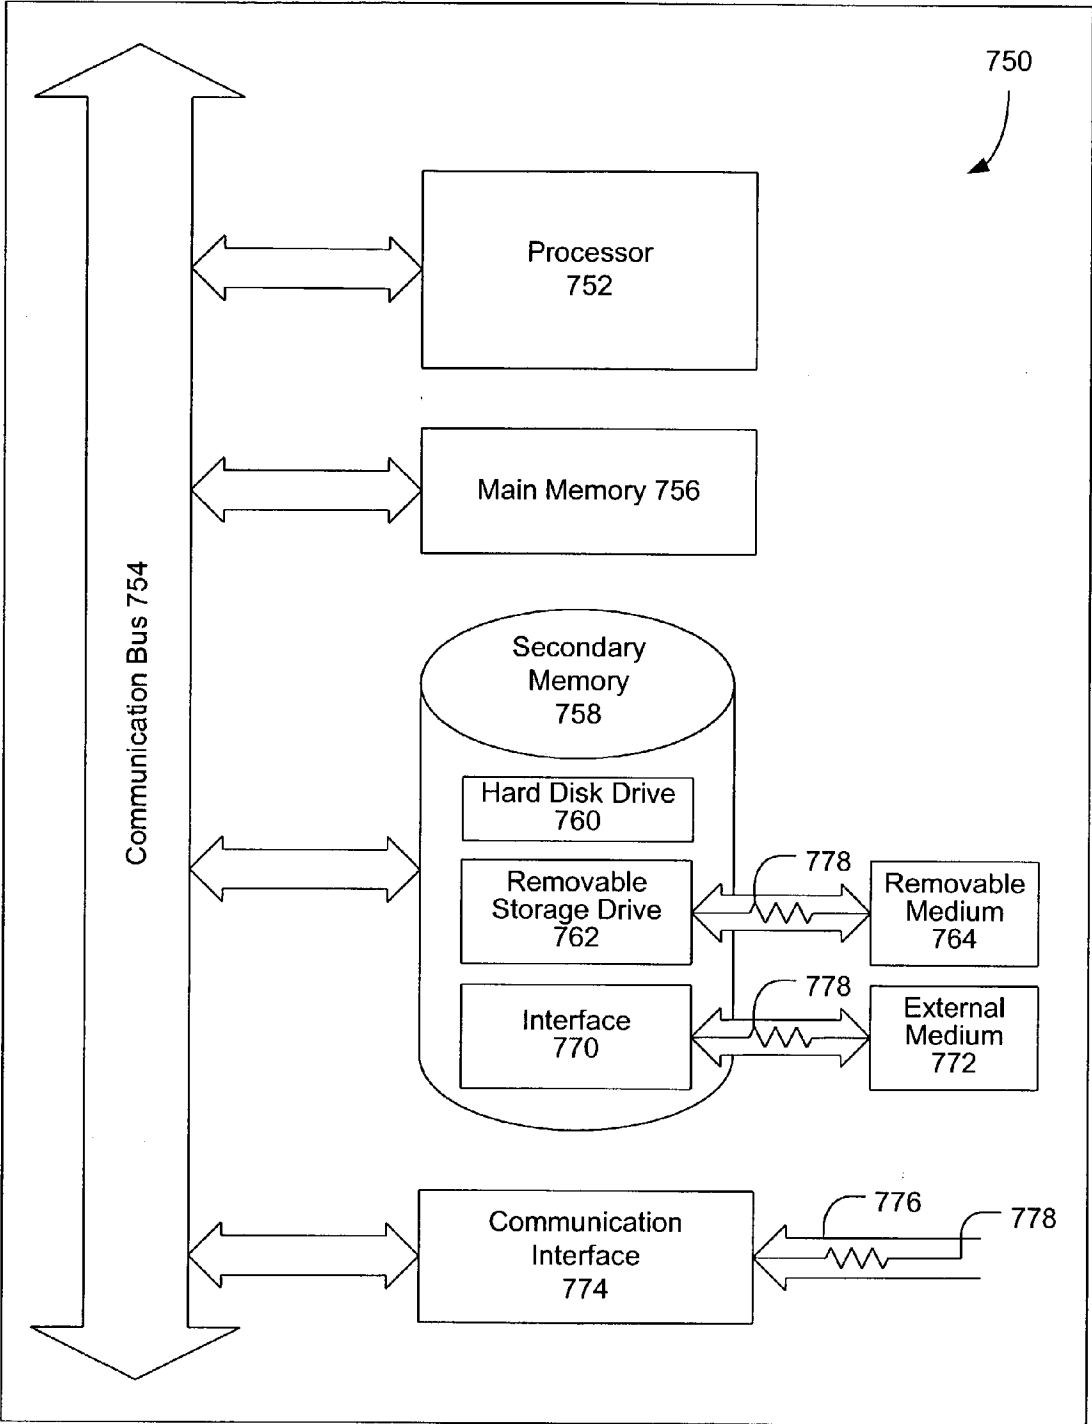 750
Processor
752
Main Memory 756
Communication Bus 754
Secondary
Memory
758
Hard Disk Drive
760
Removable
Storage Drive
762
778
Removable
Medium
764
Interface
770
778
External
Medium
772
Communication
Interface
774
776
778